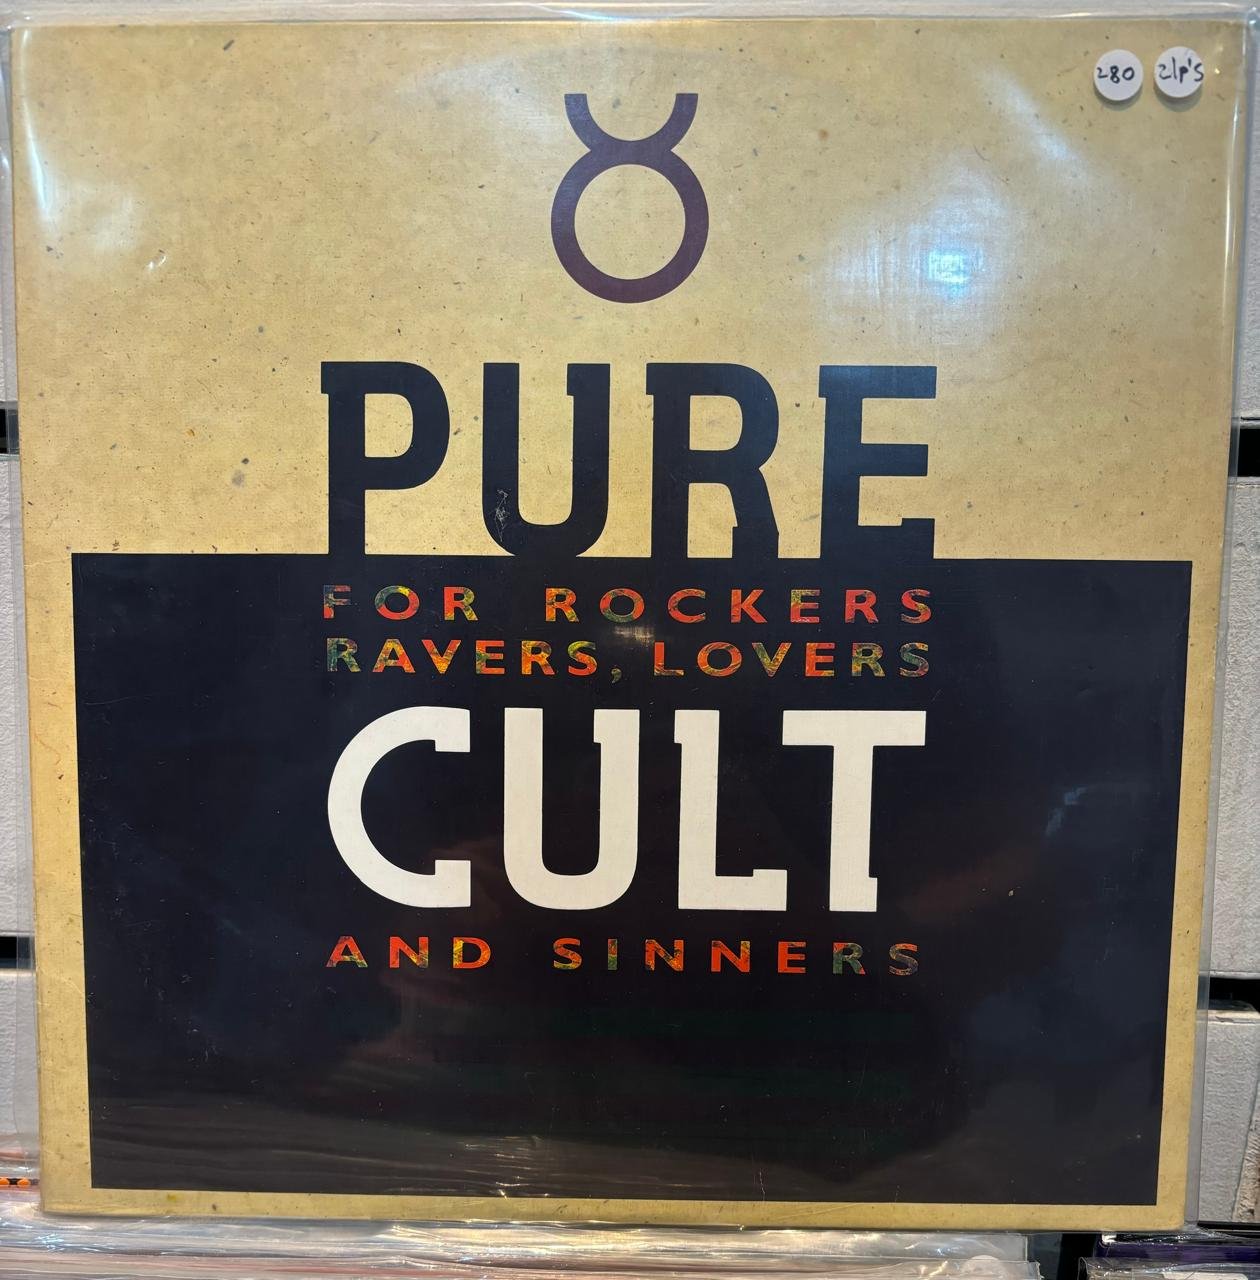 280 2lp's
PURE
FOR ROCKERS
RAVERS, LOVERS
CULT
AND SINNERS